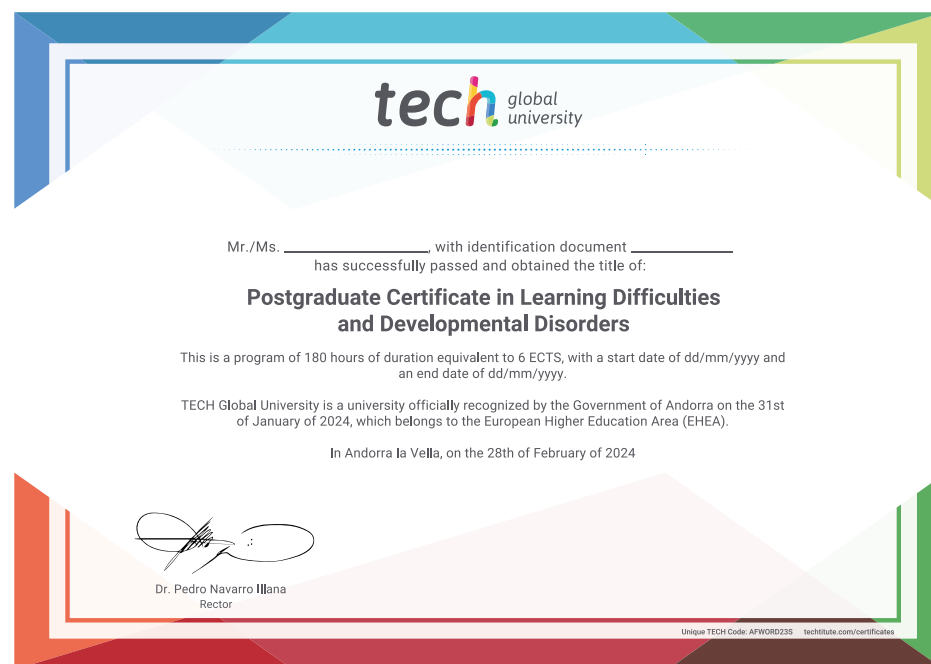 tech global university
Mr./Ms. ____________, with identification document ____________
has successfully passed and obtained the title of:
Postgraduate Certificate in Learning Difficulties
and Developmental Disorders
This is a program of 180 hours of duration equivalent to 6 ECTS, with a start date of dd/mm/yyyy and
an end date of dd/mm/yyyy.
TECH Global University is a university officially recognized by the Government of Andorra on the 31st
of January of 2024, which belongs to the European Higher Education Area (EHEA).
In Andorra la Vella, on the 28th of February of 2024
Dr. Pedro Navarro Illana
Rector
Unique TECH Code: AFWORD23S techtitute.com/certificates